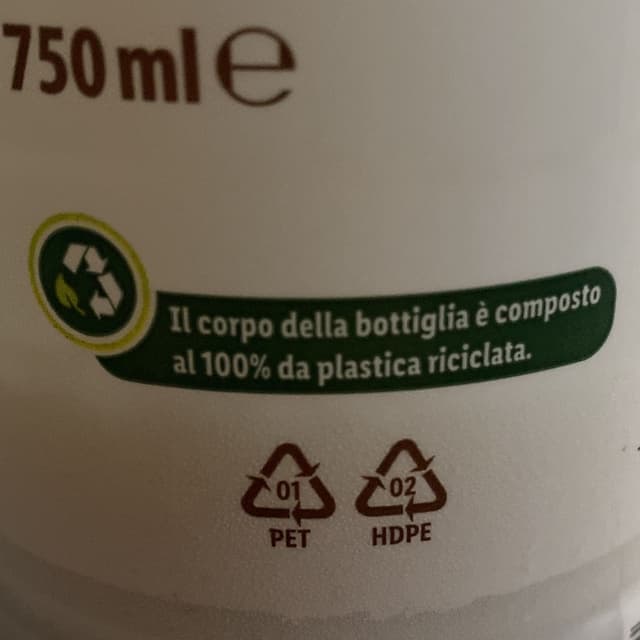 750 ml ℮
Il corpo della bottiglia è composto
al 100% da plastica riciclata.
01 02
PET HDPE